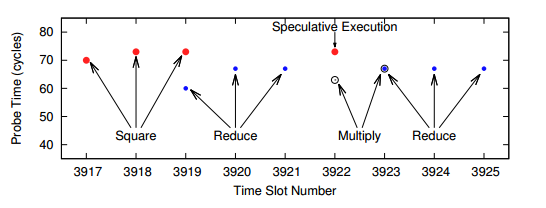 Speculative Execution
80
70
60
50
40
Probe Time (cycles)
Square Reduce Multiply Reduce
3917 3918 3919 3920 3921 3922 3923 3924 3925
Time Slot Number